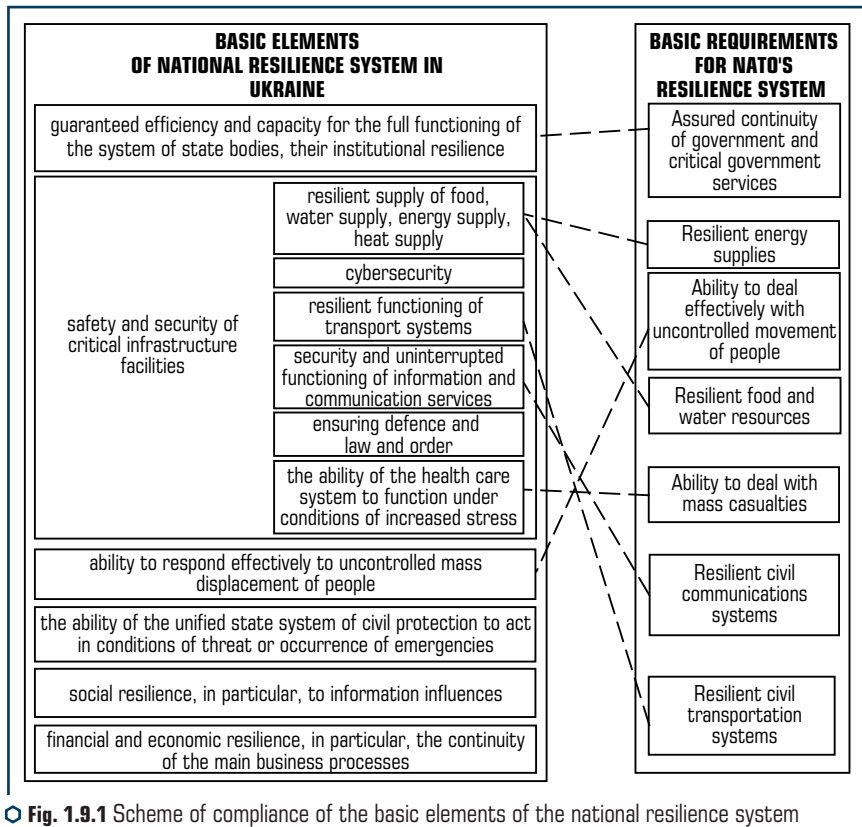 BASIC ELEMENTS
OF NATIONAL RESILIENCE SYSTEM IN
UKRAINE
guaranteed efficiency and capacity for the full functioning of
the system of state bodies, their institutional resilience
safety and security of
critical infrastructure
facilities
resilient supply of food,
water supply, energy supply,
heat supply
cybersecurity
resilient functioning of
transport systems
security and uninterrupted
functioning of information and
communication services
ensuring defence and
law and order
the ability of the health care
system to function under
conditions of increased stress
ability to respond effectively to uncontrolled mass
displacement of people
the ability of the unified state system of civil protection to act
in conditions of threat or occurrence of emergencies
social resilience, in particular, to information influences
financial and economic resilience, in particular, the continuity
of the main business processes
BASIC REQUIREMENTS
FOR NATO'S
RESILIENCE SYSTEM
Assured continuity
of government and
critical government
services
Resilient energy
supplies
Ability to deal
effectively with
uncontrolled movement
of people
Resilient food and
water resources
Ability to deal with
mass casualties
Resilient civil
communications
systems
Resilient civil
transportation
systems
Fig. 1.9.1 Scheme of compliance of the basic elements of the national resilience system